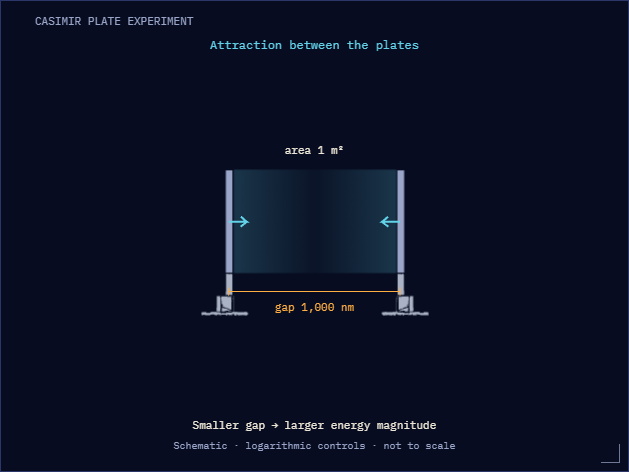 CASIMIR PLATE EXPERIMENT
Attraction between the plates
area 1 m²
gap 1,000 nm
Smaller gap → larger energy magnitude
Schematic · logarithmic controls · not to scale